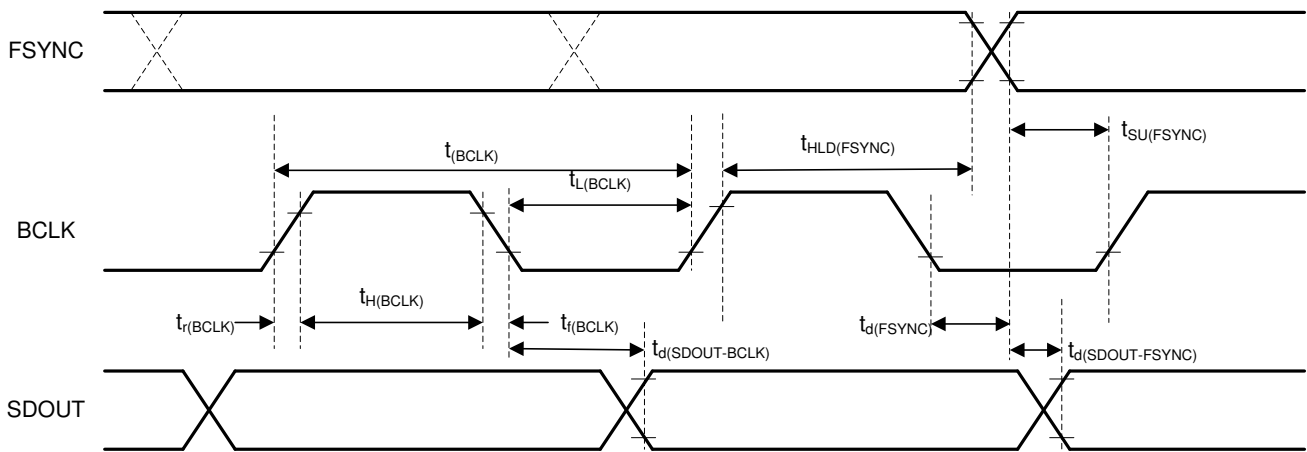 FSYNC
t(BCLK)
tHLD(FSYNC)
tSU(FSYNC)
tL(BCLK)
BCLK
tr(BCLK)
tH(BCLK)
tf(BCLK)
td(FSYNC)
td(SDOUT-BCLK)
td(SDOUT-FSYNC)
SDOUT